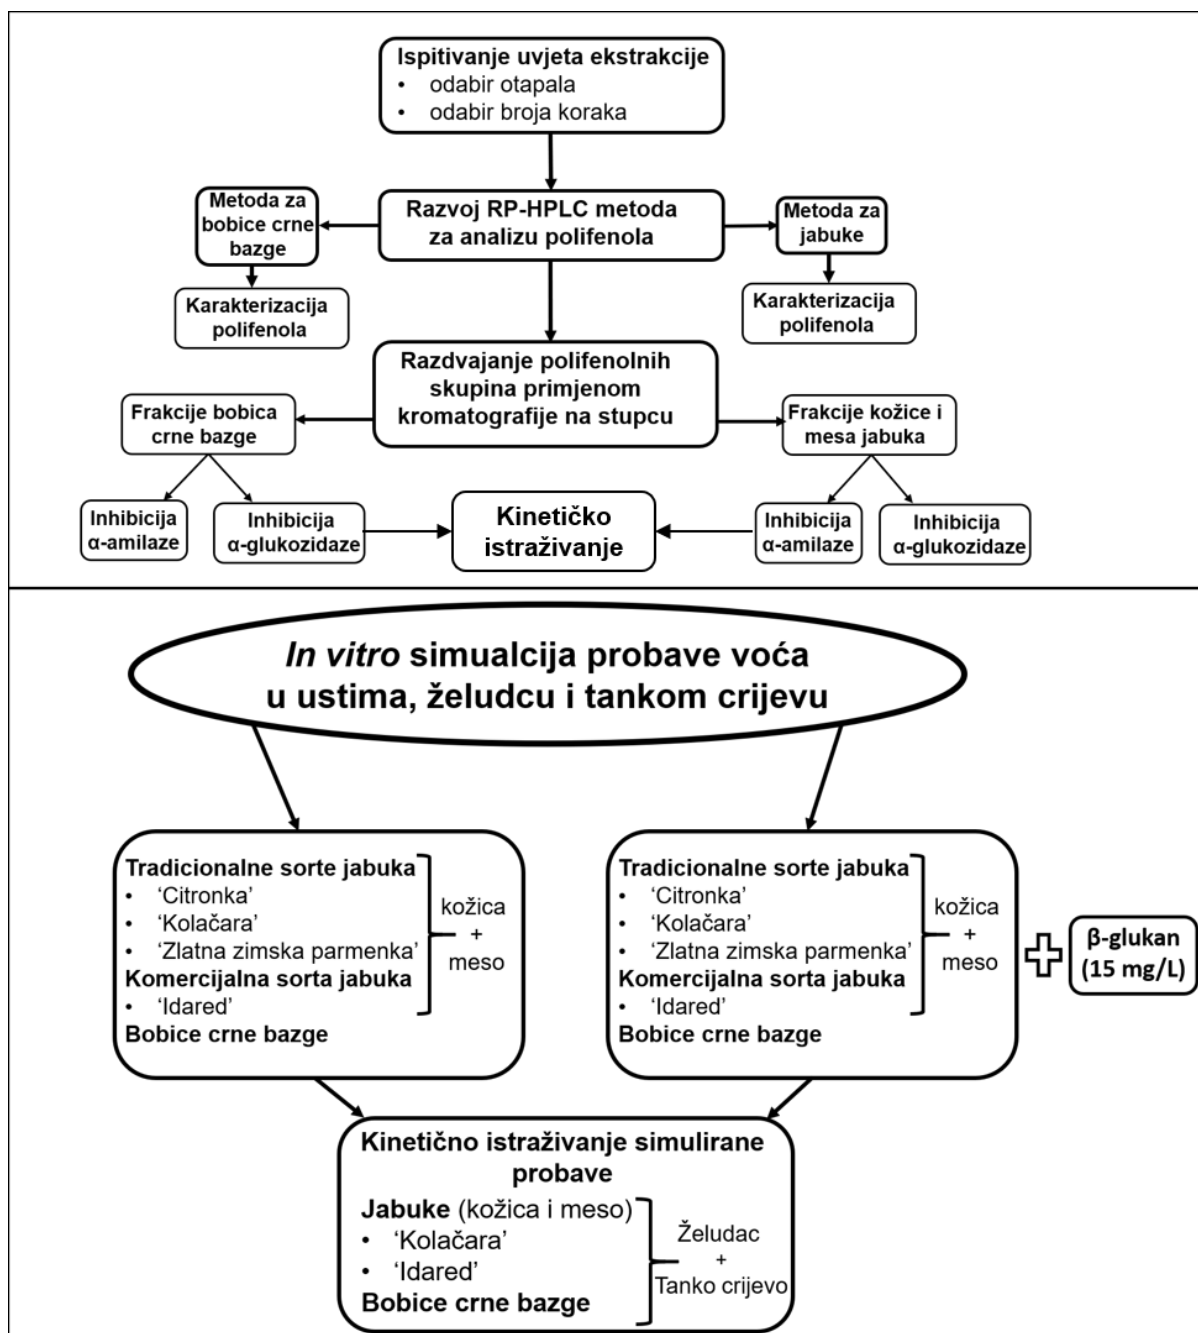 Ispitivanje uvjeta ekstrakcije
• odabir otapala
• odabir broja koraka
Razvoj RP-HPLC metoda
za analizu polifenola
Metoda za
bobice crne
bazge
Metoda za
jabuke
Karakterizacija
polifenola
Karakterizacija
polifenola
Razdvajanje polifenolnih
skupina primjenom
kromatografije na stupcu
Frakcije bobica
crne bazge
Frakcije kožice i
mesa jabuka
Inhibicija
α-amilaze
Inhibicija
α-glukozidaze
Kinetičko
istraživanje
Inhibicija
α-amilaze
Inhibicija
α-glukozidaze
In vitro simualcija probave voća
u ustima, želudcu i tankom crijevu
Tradicionalne sorte jabuka
• ‘Citronka’
• ‘Kolačara’
• ‘Zlatna zimska parmenka’
Komercijalna sorta jabuka
• ‘Idared’
Bobice crne bazge
kožica
+
meso
Tradicionalne sorte jabuka
• ‘Citronka’
• ‘Kolačara’
• ‘Zlatna zimska parmenka’
Komercijalna sorta jabuka
• ‘Idared’
Bobice crne bazge
kožica
+
meso
β-glukan
(15 mg/L)
Kinetično istraživanje simulirane
probave
Jabuke (kožica i meso)
• ‘Kolačara’
• ‘Idared’
Bobice crne bazge
Želudac
+
Tanko crijevo